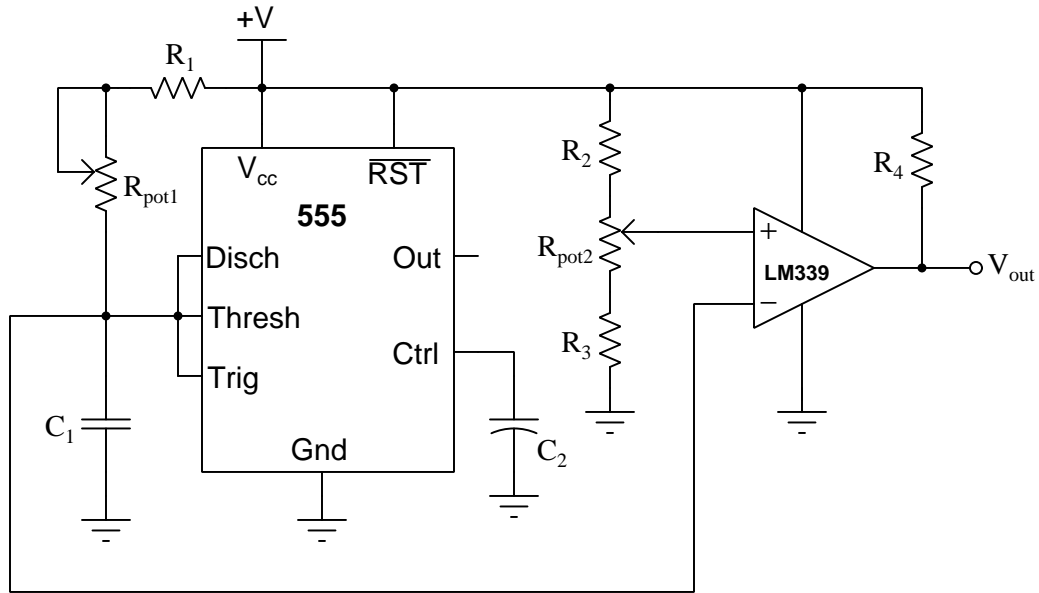 +V
R1
Vcc
RST
R2
R4
Rpot1
555
Disch
Out
Rpot2
+
LM339
Vout
Thresh
−
Ctrl
R3
Trig
C1
Gnd
C2